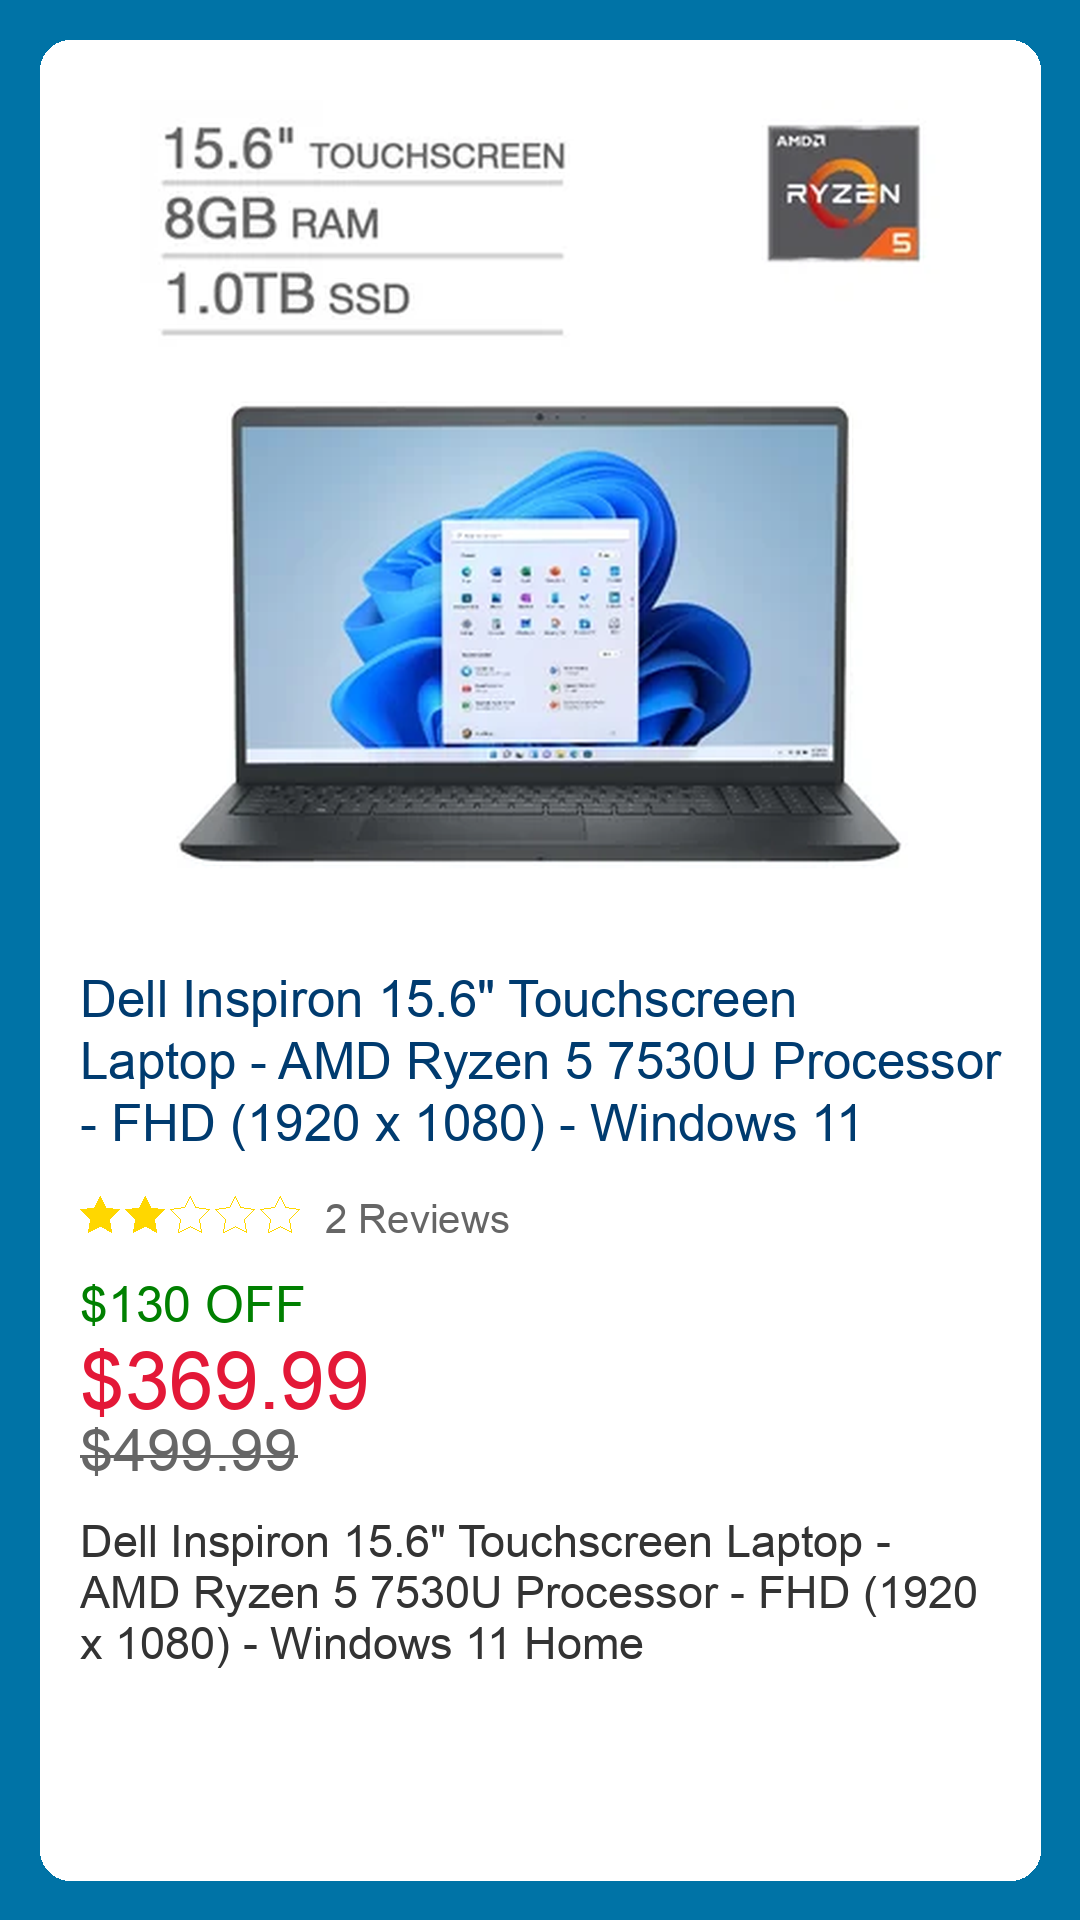 15.6" TOUCHSCREEN
8GB RAM
1.0TB SSD
AMD
RYZEN
5
Dell Inspiron 15.6" Touchscreen
Laptop - AMD Ryzen 5 7530U Processor
- FHD (1920 x 1080) - Windows 11
2 Reviews
$130 OFF
$369.99
$499.99
Dell Inspiron 15.6" Touchscreen Laptop -
AMD Ryzen 5 7530U Processor - FHD (1920
x 1080) - Windows 11 Home